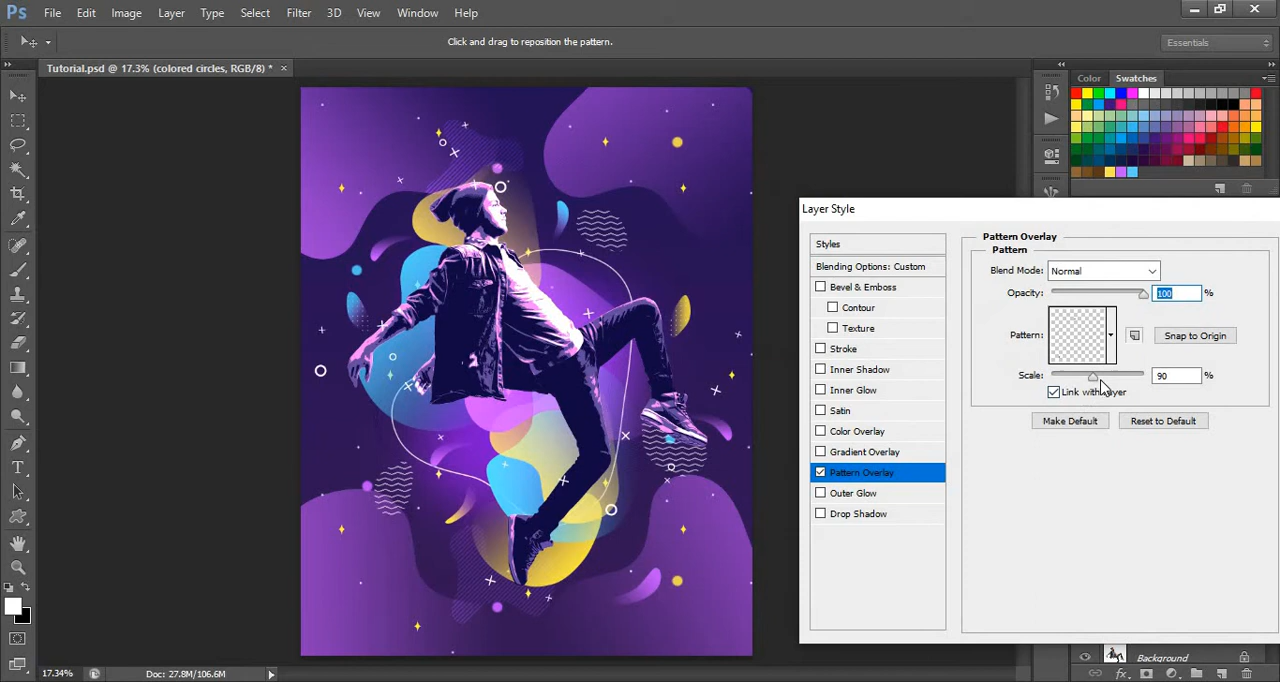 Ps File Edit Image Layer Type Select Filter 3D View Window Help
Click and drag to reposition the pattern.
Essentials
Tutorial.psd @ 17.3% (colored circles, RGB/8) *
Color Swatches
Layer Style
Styles
Blending Options: Custom
Bevel & Emboss
Contour
Texture
Stroke
Inner Shadow
Inner Glow
Satin
Color Overlay
Gradient Overlay
Pattern Overlay
Outer Glow
Drop Shadow
Pattern Overlay
Pattern
Blend Mode: Normal
Opacity: 100 %
Pattern: Snap to Origin
Scale: 90 %
Link with Layer
Make Default Reset to Default
Background
17.34% Doc: 27.8M/106.6M